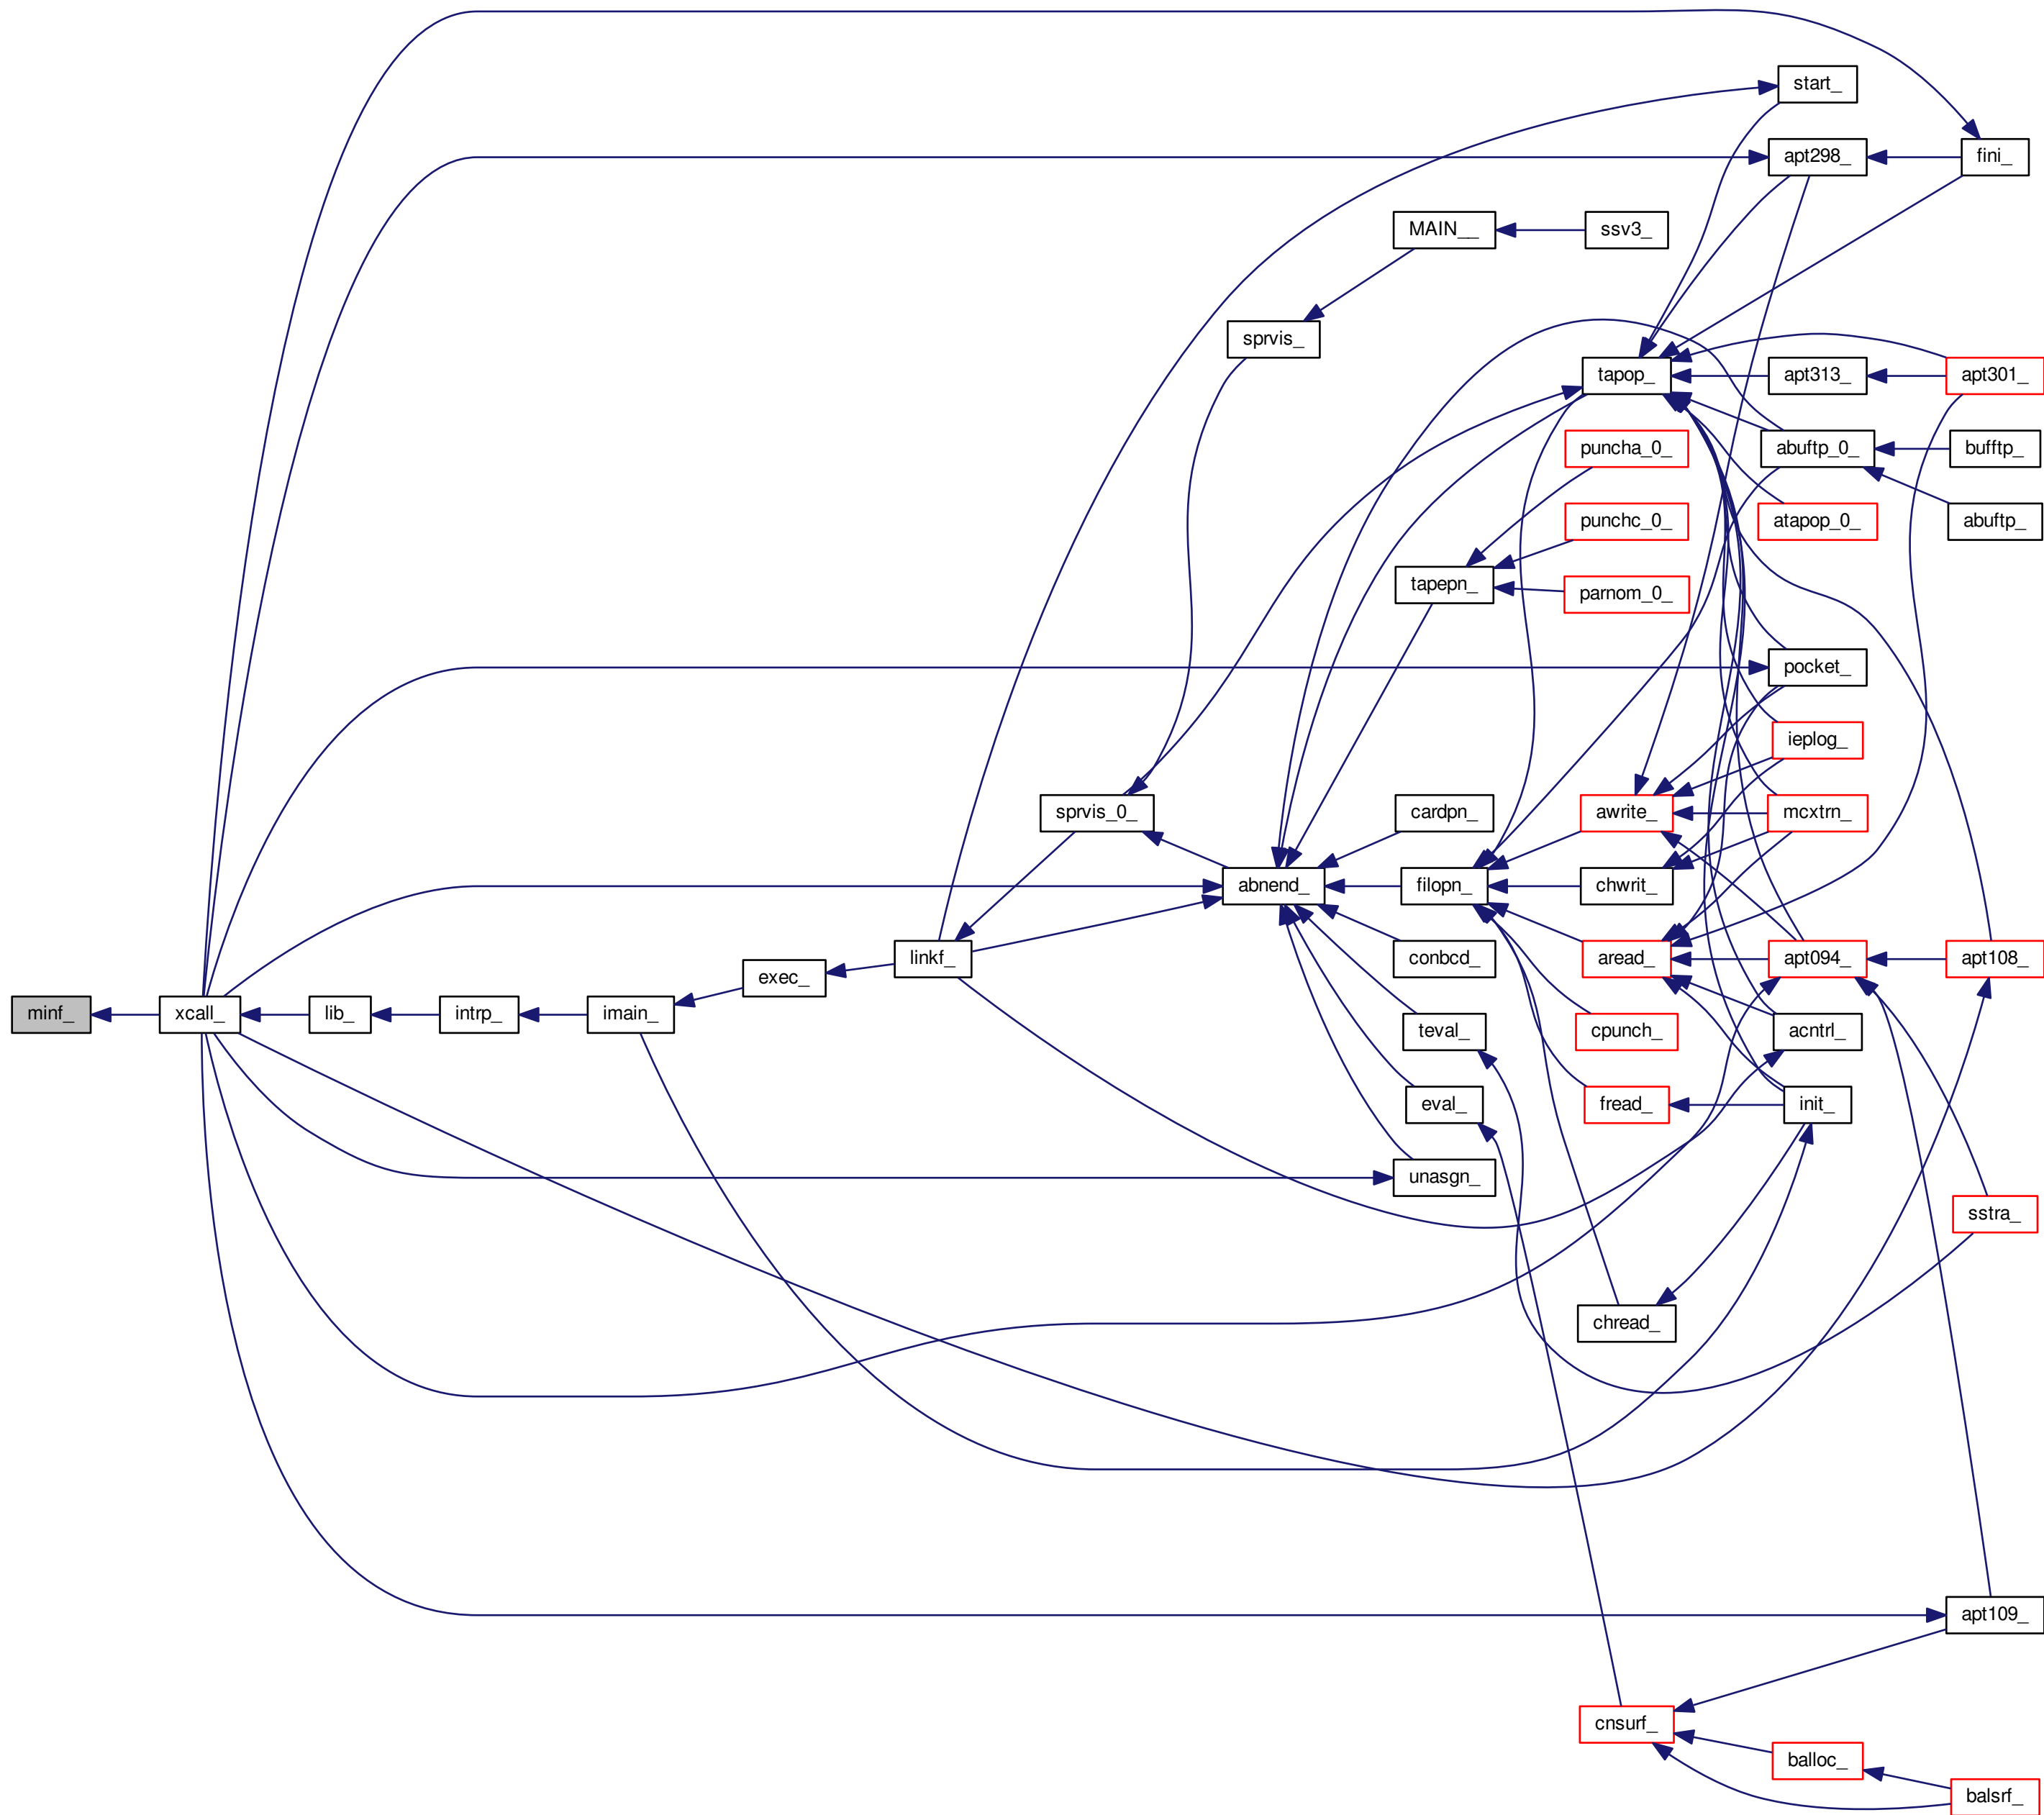 start_
apt298_
fini_
MAIN__
ssv3_
sprvis_
tapop_
apt313_
apt301_
puncha_0_
abuftp_0_
bufftp_
punchc_0_
atapop_0_
abuftp_
tapepn_
parnom_0_
pocket_
ieplog_
sprvis_0_
cardpn_
awrite_
mcxtrn_
abnend_
filopn_
chwrit_
linkf_
conbcd_
aread_
apt094_
apt108_
exec_
minf_
xcall_
lib_
intrp_
imain_
teval_
cpunch_
acntrl_
eval_
fread_
init_
unasgn_
sstra_
chread_
apt109_
cnsurf_
balloc_
balsrf_